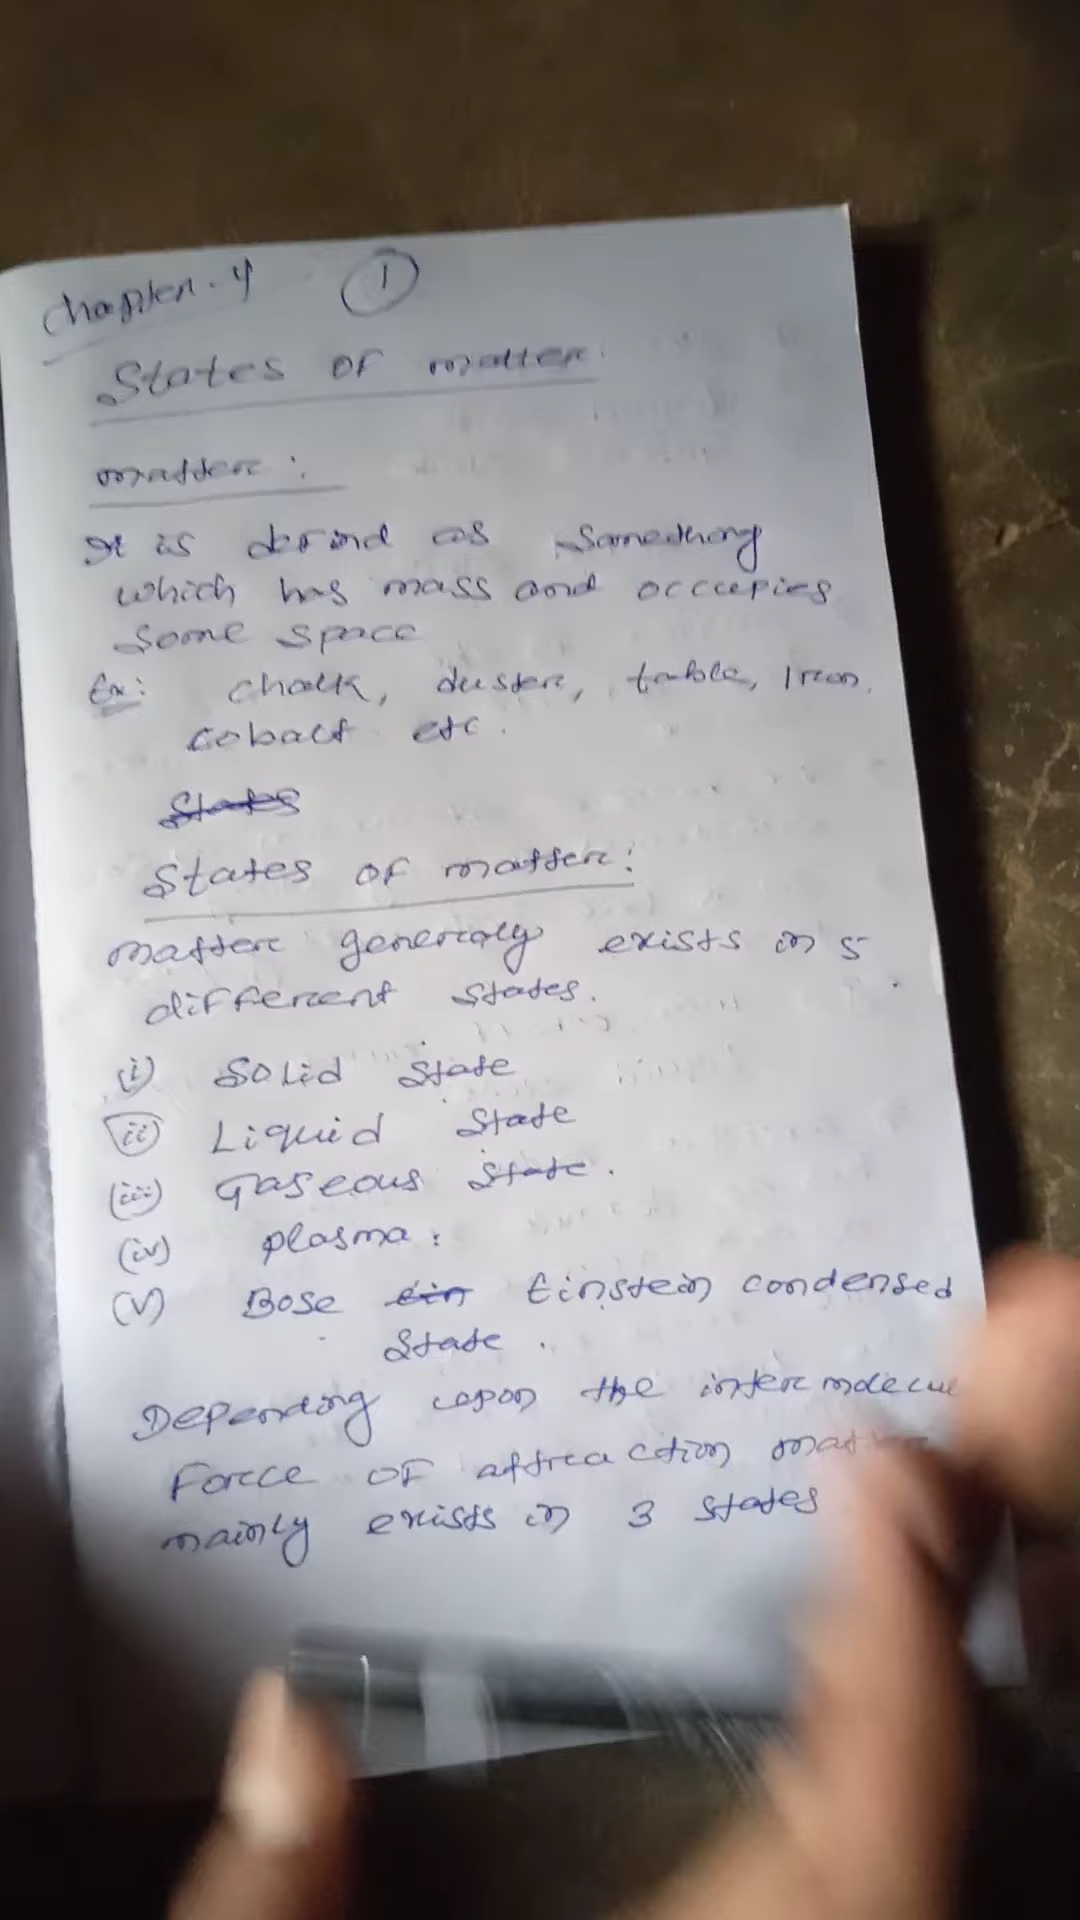 Chapter. 4 1
States of matter:
matter:
It is defind as Something
which has mass and occupies
Some space
Ex: Chalk, duster, table, Iron,
cobalt etc.
States
States of matter:
matter generaly exists in 5
different states.
(i) Solid State
(ii) Liquid State
(iii) Gaseous State.
(iv) plasma:
(v) Bose ein Einstein condensed
State.
Depending upon the inter molecu
Force of attraction
mainly exists in 3 states